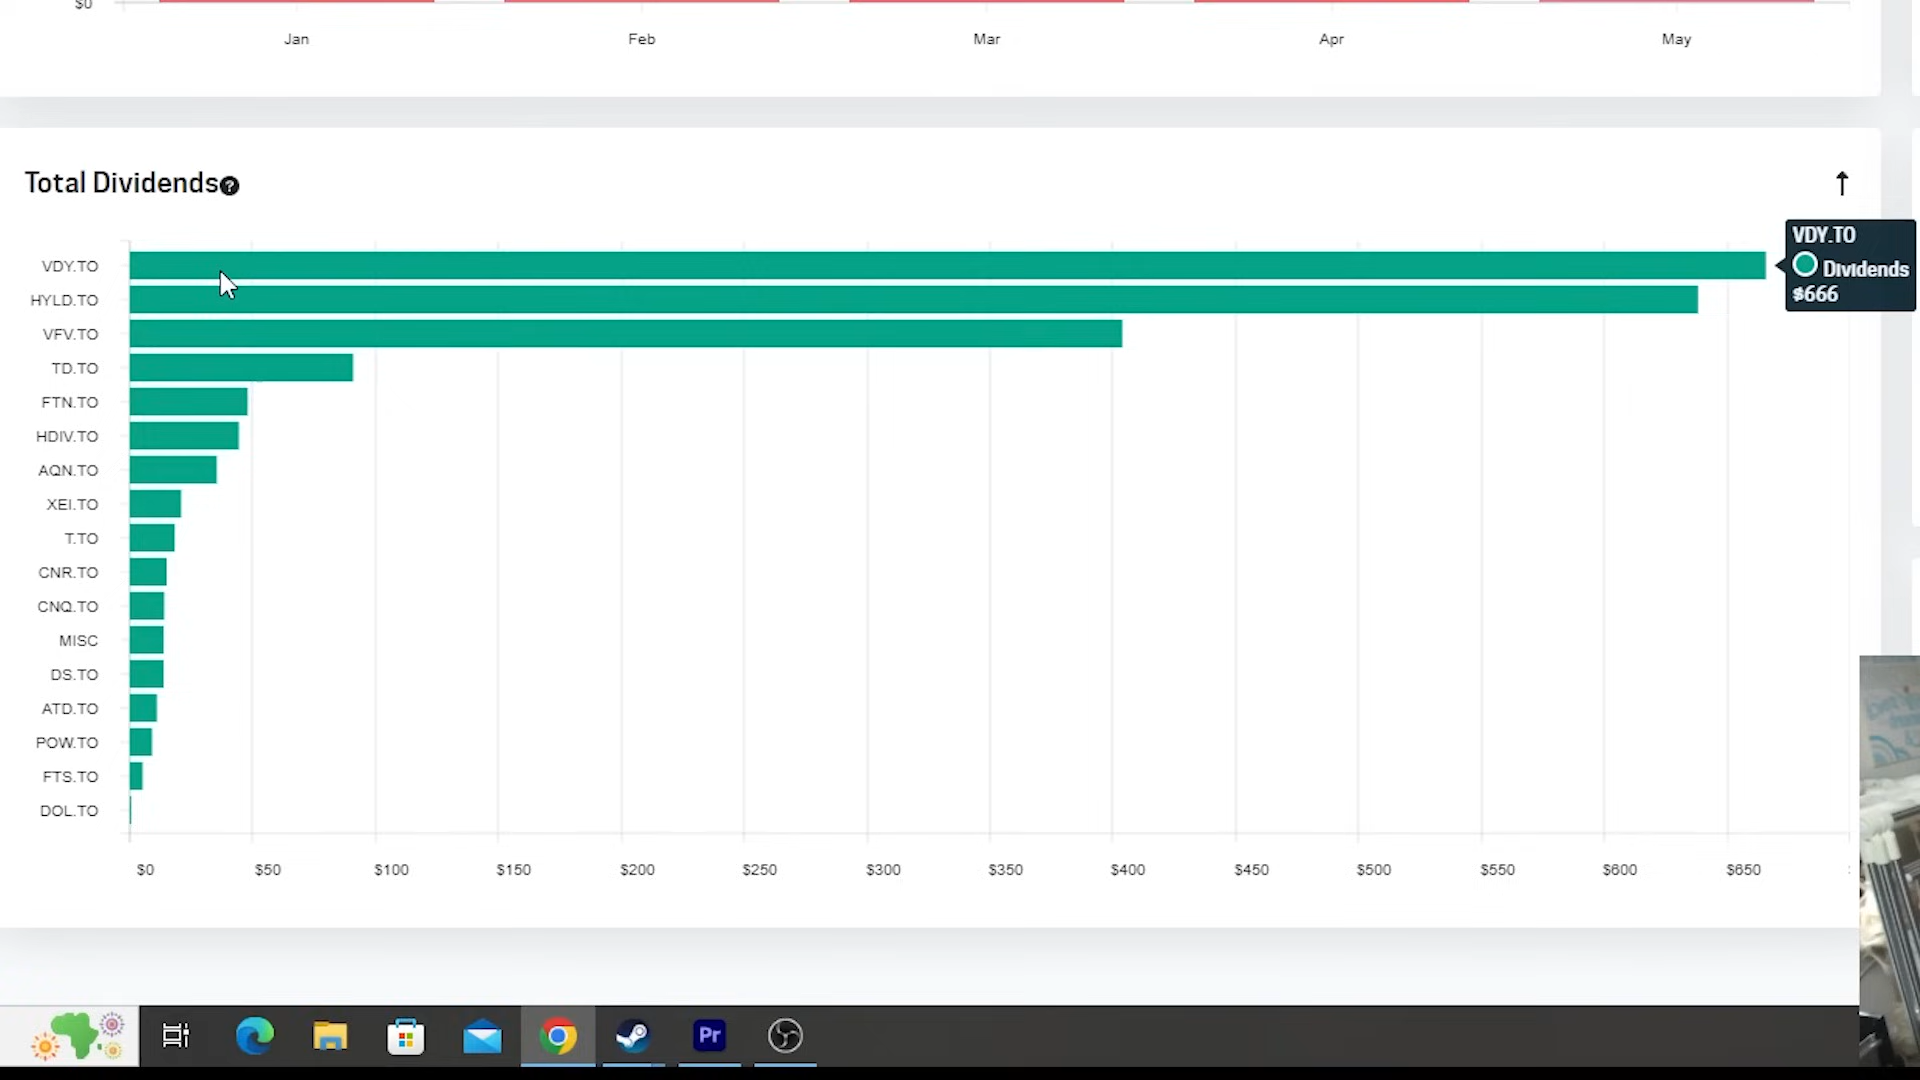 $0
Jan Feb Mar Apr May
Total Dividends?
VDY.TO
Dividends
$666
VDY.TO
HYLD.TO
VFV.TO
TD.TO
FTN.TO
HDIV.TO
AQN.TO
XEI.TO
T.TO
CNR.TO
CNQ.TO
MISC
DS.TO
ATD.TO
POW.TO
FTS.TO
DOL.TO
$0 $50 $100 $150 $200 $250 $300 $350 $400 $450 $500 $550 $600 $650
Pr